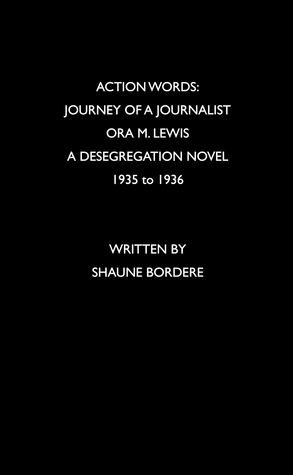 ACTION WORDS:
JOURNEY OF A JOURNALIST
ORA M. LEWIS
A DESEGREGATION NOVEL
1935 to 1936
WRITTEN BY
SHAUNE BORDERE